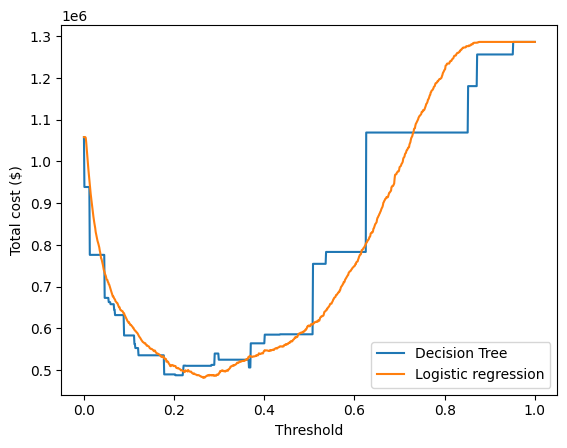 1e6
1.3
1.2
1.1
1.0
0.9
0.8
0.7
0.6
0.5
Total cost ($)
0.0 0.2 0.4 0.6 0.8 1.0
Threshold
Decision Tree
Logistic regression